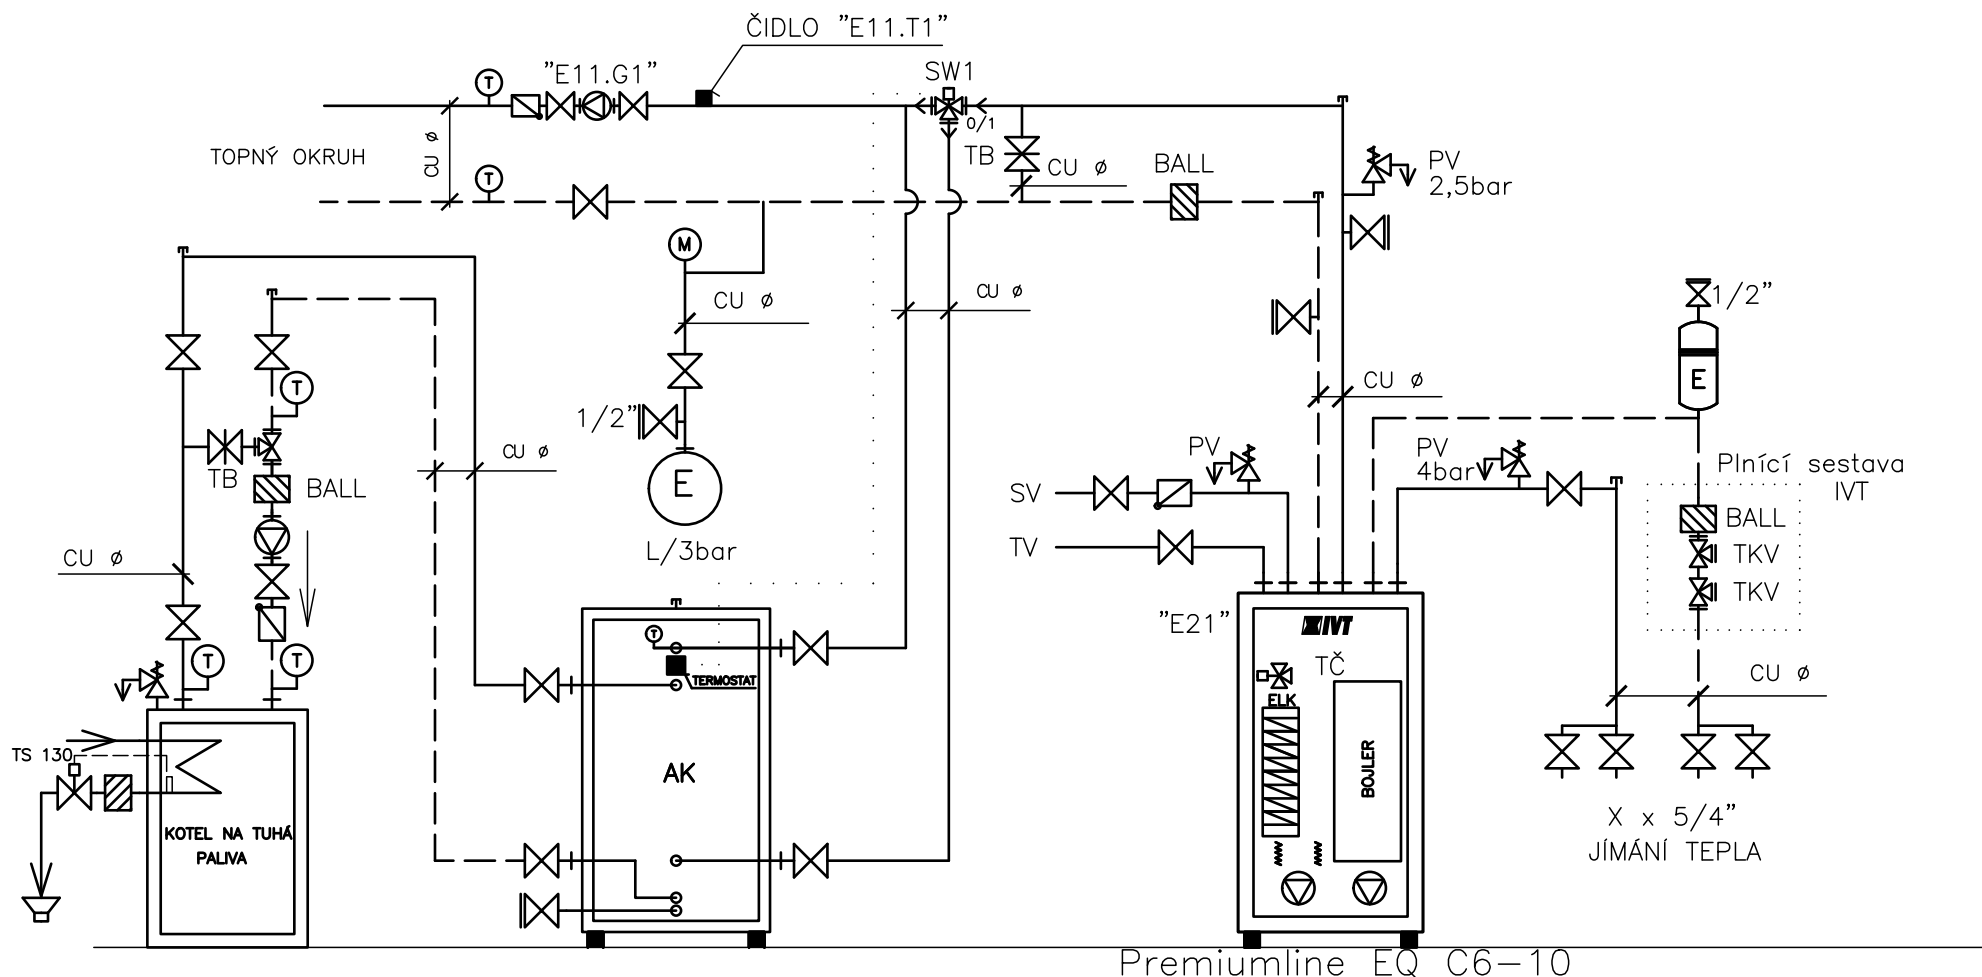 ČIDLO "E11.T1"
"E11.G1"
SW1
T
0/1
TB
CU ø
CU ø
BALL
PV
2,5bar
TOPNÝ OKRUH
T
M
CU ø
CU ø
1/2"
E
CU ø
T
1/2"
TB
BALL
CU ø
E
L/3bar
PV
SV
TV
PV
4bar
Plnící sestava
IVT
BALL
TKV
TKV
CU ø
"E21"
IVT
TČ
T
T
T
TERMOSTAT
CU ø
ELK
TS 130
AK
BOJLER
KOTEL NA TUHÁ
PALIVA
X x 5/4"
JÍMÁNÍ TEPLA
Premiumline EQ C6-10